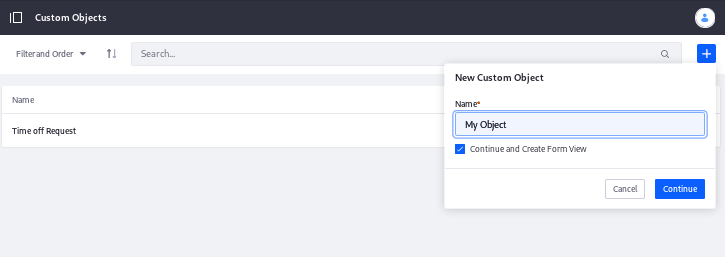 Custom Objects
Filterand Order
Search...
New Custom Object
Name*
My Object
Continue and Create Form View
Cancel
Continue
Name
Time off Request